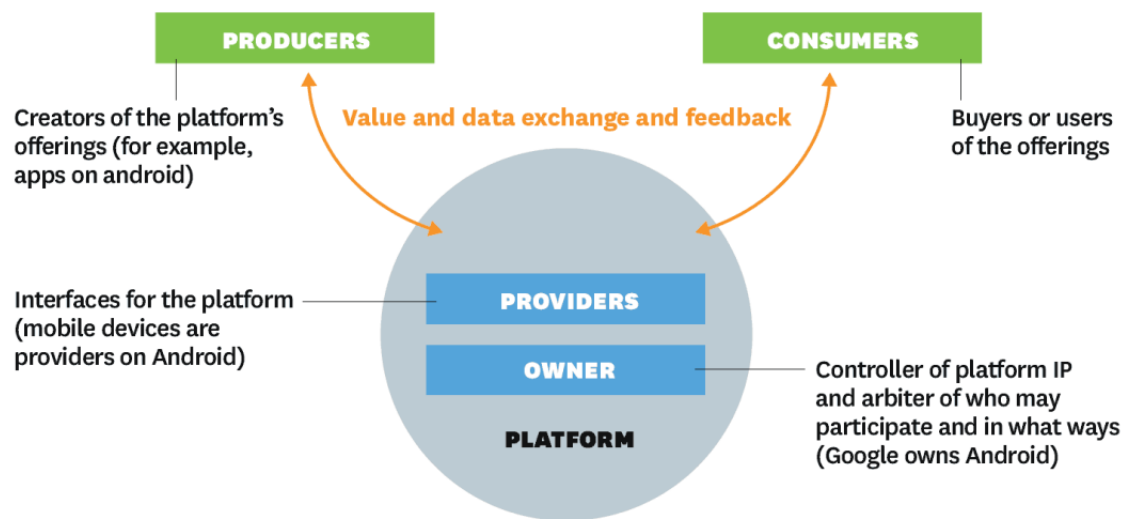 PRODUCERS
CONSUMERS
Creators of the platform's
offerings (for example,
apps on android)
Value and data exchange and feedback
Buyers or users
of the offerings
Interfaces for the platform
(mobile devices are
providers on Android)
PROVIDERS
OWNER
PLATFORM
Controller of platform IP
and arbiter of who may
participate and in what ways
(Google owns Android)